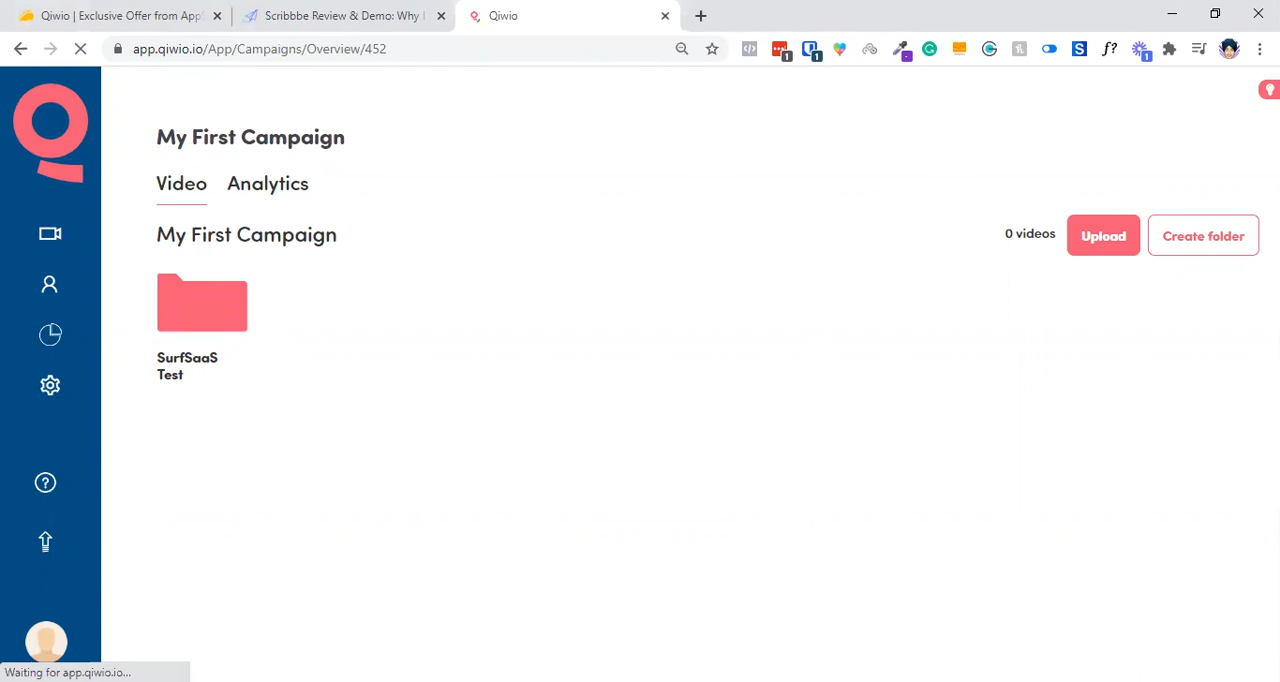 Qiwio | Exclusive Offer from AppS
Scribbbe Review & Demo: Why I
Qiwio
app.qiwio.io/App/Campaigns/Overview/452
My First Campaign
Video Analytics
My First Campaign
0 videos Upload Create folder
SurfSaaS
Test
Waiting for app.qiwio.io...